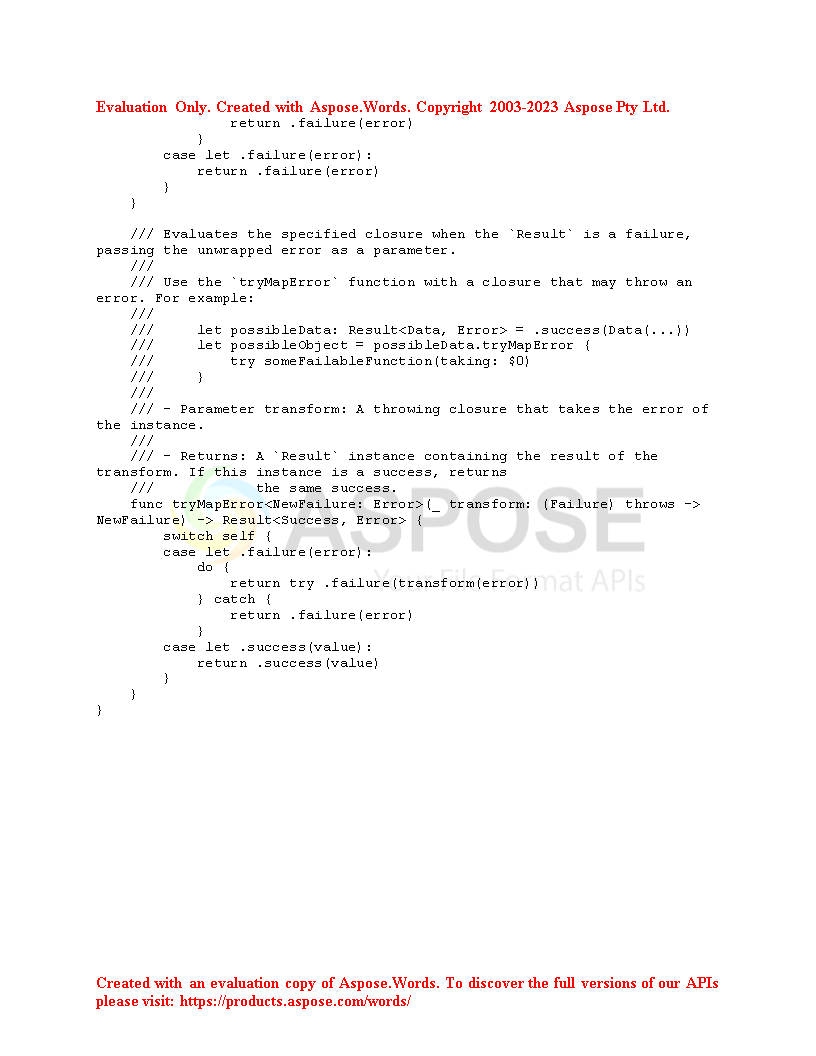 Evaluation Only. Created with Aspose.Words. Copyright 2003-2023 Aspose Pty Ltd.
                return .failure(error)
            }
        case let .failure(error):
            return .failure(error)
        }
    }

    /// Evaluates the specified closure when the `Result` is a failure,
passing the unwrapped error as a parameter.
    ///
    /// Use the `tryMapError` function with a closure that may throw an
error. For example:
    ///
    ///     let possibleData: Result<Data, Error> = .success(Data(...))
    ///     let possibleObject = possibleData.tryMapError {
    ///         try someFailableFunction(taking: $0)
    ///     }
    ///
    /// - Parameter transform: A throwing closure that takes the error of
the instance.
    ///
    /// - Returns: A `Result` instance containing the result of the
transform. If this instance is a success, returns
    ///            the same success.
    func tryMapError<NewFailure: Error>(_ transform: (Failure) throws ->
NewFailure) -> Result<Success, Error> {
        switch self {
        case let .failure(error):
            do {
                return try .failure(transform(error))
            } catch {
                return .failure(error)
            }
        case let .success(value):
            return .success(value)
        }
    }
}
ASPOSE
Your File Format APIs
Created with an evaluation copy of Aspose.Words. To discover the full versions of our APIs
please visit: https://products.aspose.com/words/